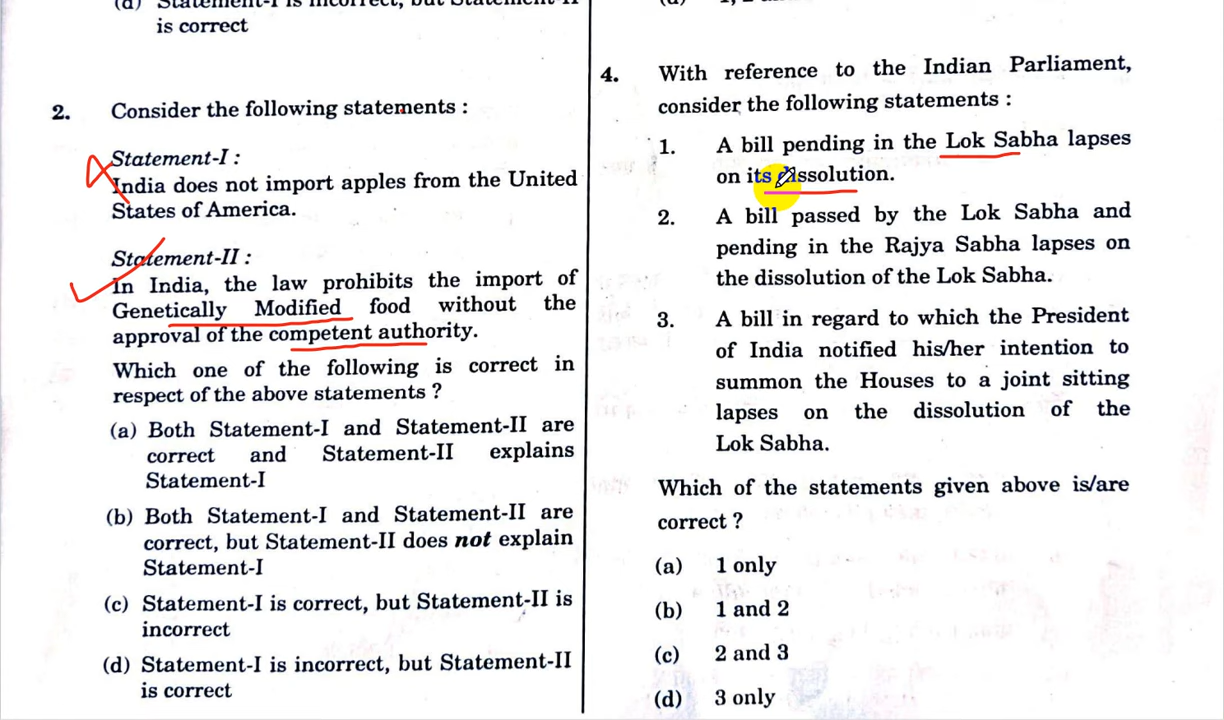 (d) Statement-I is incorrect, but Statement-II
is correct
2. Consider the following statements :
Statement-I :
India does not import apples from the United
States of America.
Statement-II :
In India, the law prohibits the import of
Genetically Modified food without the
approval of the competent authority.
Which one of the following is correct in
respect of the above statements ?
(a) Both Statement-I and Statement-II are
correct and Statement-II explains
Statement-I
(b) Both Statement-I and Statement-II are
correct, but Statement-II does not explain
Statement-I
(c) Statement-I is correct, but Statement-II is
incorrect
(d) Statement-I is incorrect, but Statement-II
is correct
4. With reference to the Indian Parliament,
consider the following statements :
1. A bill pending in the Lok Sabha lapses
on its dissolution.
2. A bill passed by the Lok Sabha and
pending in the Rajya Sabha lapses on
the dissolution of the Lok Sabha.
3. A bill in regard to which the President
of India notified his/her intention to
summon the Houses to a joint sitting
lapses on the dissolution of the
Lok Sabha.
Which of the statements given above is/are
correct ?
(a) 1 only
(b) 1 and 2
(c) 2 and 3
(d) 3 only